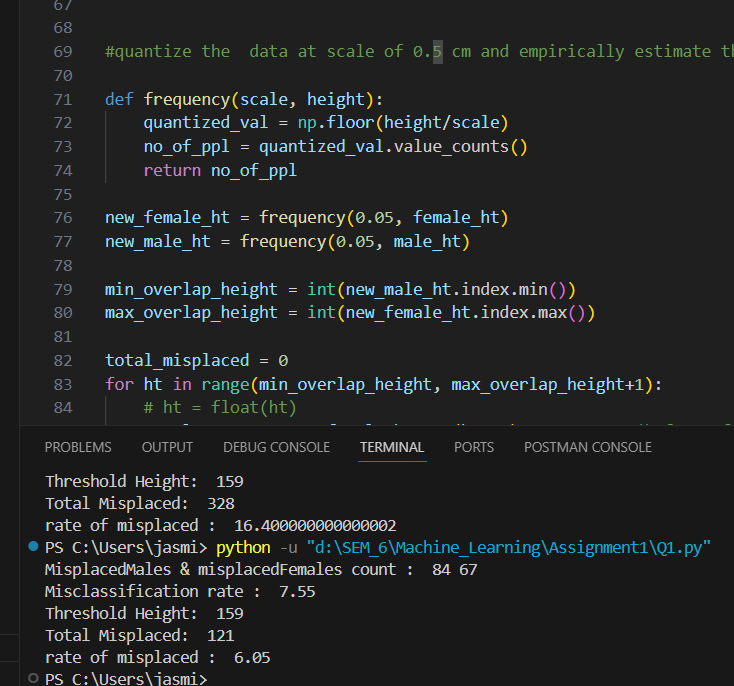 67
68
69 #quantize the  data at scale of 0.5 cm and empirically estimate
70
71 def frequency(scale, height):
72     quantized_val = np.floor(height/scale)
73     no_of_ppl = quantized_val.value_counts()
74     return no_of_ppl
75
76 new_female_ht = frequency(0.05, female_ht)
77 new_male_ht = frequency(0.05, male_ht)
78
79 min_overlap_height = int(new_male_ht.index.min())
80 max_overlap_height = int(new_female_ht.index.max())
81
82 total_misplaced = 0
83 for ht in range(min_overlap_height, max_overlap_height+1):
84     # ht = float(ht)
PROBLEMS OUTPUT DEBUG CONSOLE TERMINAL PORTS POSTMAN CONSOLE
Threshold Height:  159
Total Misplaced:  328
rate of misplaced :  16.400000000000002
PS C:\Users\jasmi> python -u "d:\SEM_6\Machine_Learning\Assignment1\Q1.py"
MisplacedMales & misplacedFemales count :  84 67
Misclassification rate :  7.55
Threshold Height:  159
Total Misplaced:  121
rate of misplaced :  6.05
PS C:\Users\jasmi>